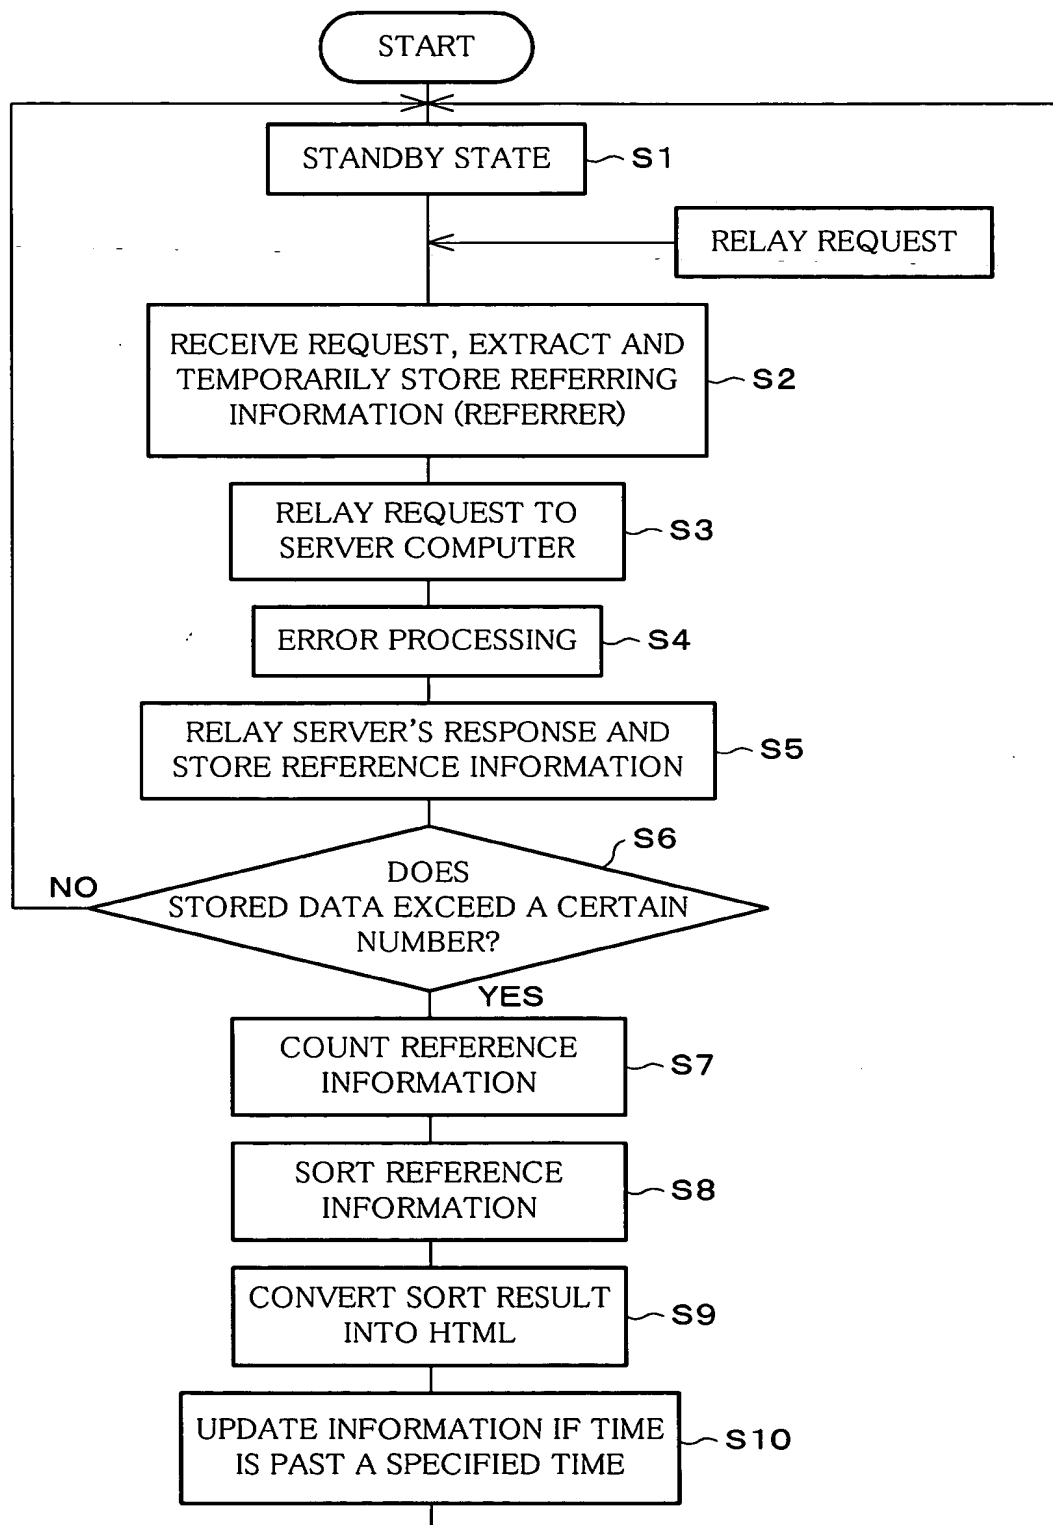 START
STANDBY STATE
S1
RELAY REQUEST
RECEIVE REQUEST, EXTRACT AND
TEMPORARILY STORE REFERRING
INFORMATION (REFERRER)
S2
RELAY REQUEST TO
SERVER COMPUTER
S3
ERROR PROCESSING
S4
RELAY SERVER'S RESPONSE AND
STORE REFERENCE INFORMATION
S5
S6
DOES
STORED DATA EXCEED A CERTAIN
NUMBER?
NO
YES
COUNT REFERENCE
INFORMATION
S7
SORT REFERENCE
INFORMATION
S8
CONVERT SORT RESULT
INTO HTML
S9
UPDATE INFORMATION IF TIME
IS PAST A SPECIFIED TIME
S10